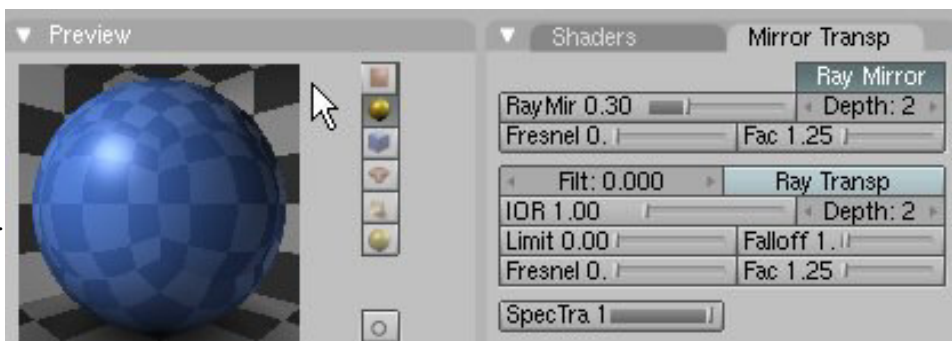 Preview
Shaders Mirror Transp
Ray Mirror
RayMir 0.30 Depth: 2
Fresnel 0. Fac 1.25
Filt: 0.000 Ray Transp
IOR 1.00 Depth: 2
Limit 0.00 Falloff 1.
Fresnel 0. Fac 1.25
SpecTra 1